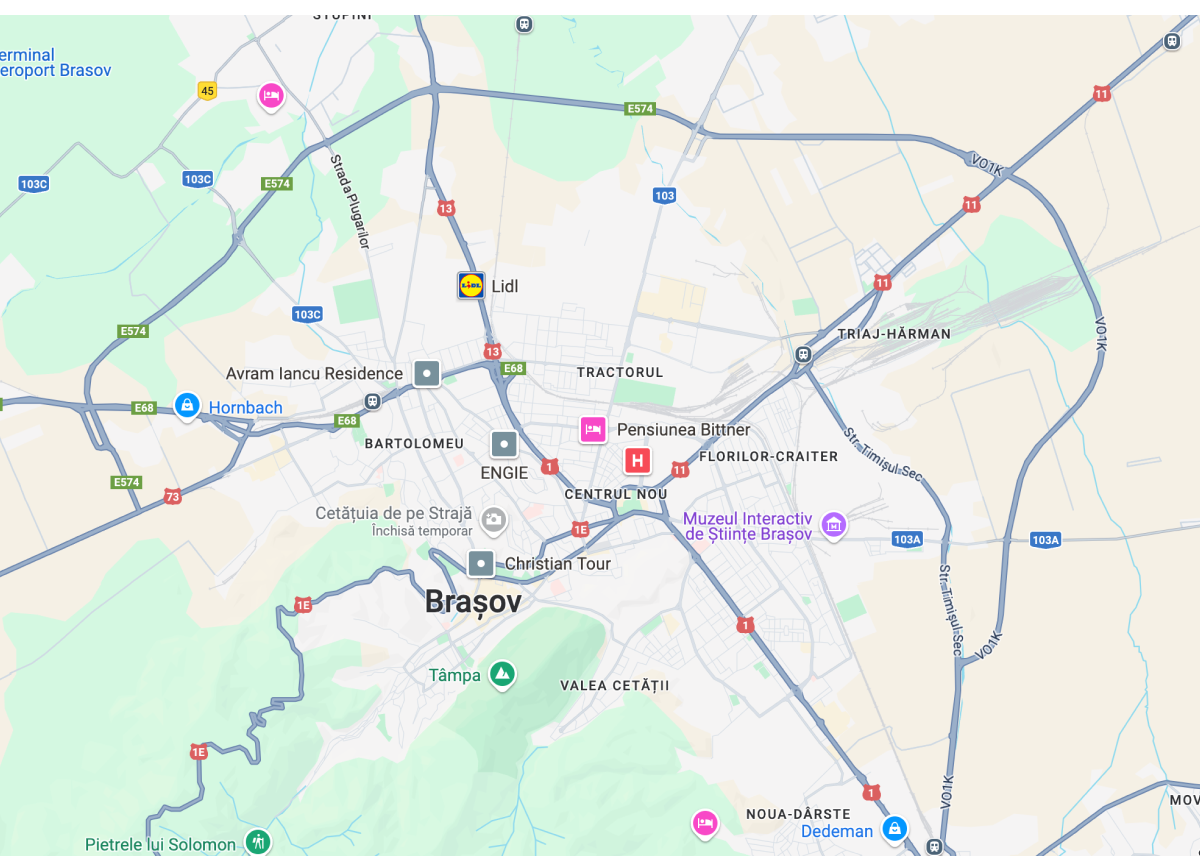 STUPINI
erminal
eroport Brasov
45
E574
11
103C
103C
E574
Strada Plugarilor
103
VO1K
13
11
LIDL
Lidl
11
103C
E574
VO1K
TRIAJ-HĂRMAN
13
E68
TRACTORUL
Avram Iancu Residence
Hornbach
E68
E68
Pensiunea Bittner
BARTOLOMEU
Str. Timișul Sec
ENGIE
1
H
11
FLORILOR-CRAITER
E574
73
CENTRUL NOU
Cetățuia de pe Strajă
Închisă temporar
1E
Muzeul Interactiv
de Științe Brașov
103A
103A
Christian Tour
Brașov
1E
Str. Timișul Sec
1
VO1K
Tâmpa
VALEA CETĂȚII
1E
1
VO1K
MOV
NOUA-DÂRSTE
Dedeman
Pietrele lui Solomon